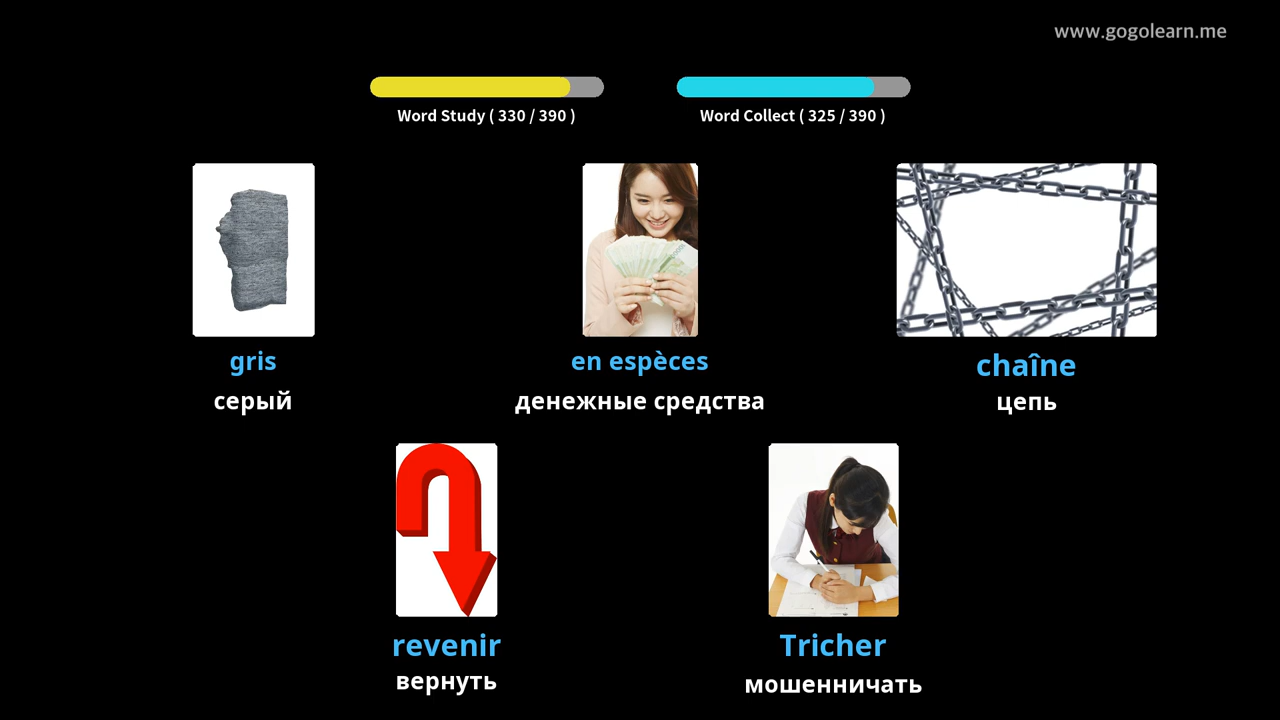 www.gogolearn.me
Word Study ( 330 / 390 )
Word Collect ( 325 / 390 )
gris
en espèces
chaîne
серый
денежные средства
цепь
revenir
Tricher
вернуть
мошенничать